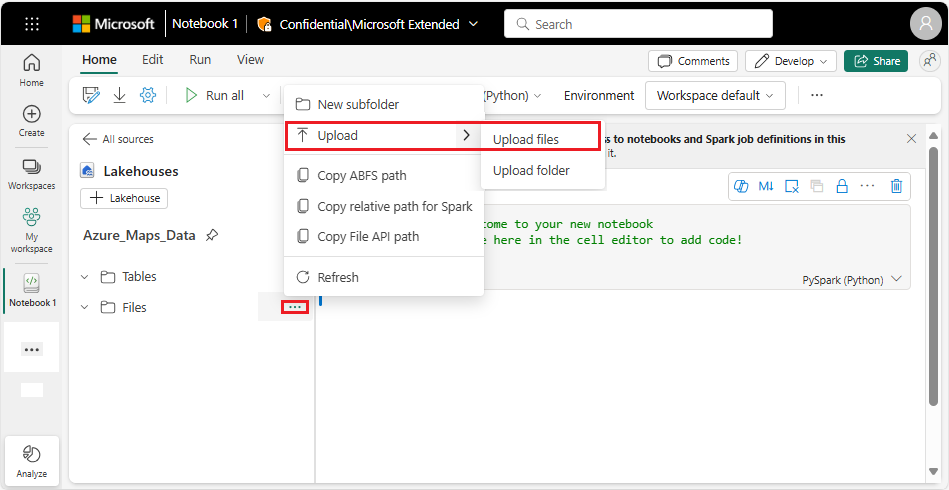 Microsoft Notebook 1 Confidential\Microsoft Extended Search
Home Edit Run View Comments Develop Share
Run all (Python) Environment Workspace default
Home
Create
Workspaces
My
workspace
Notebook 1
Analyze
All sources
Lakehouses
Lakehouse
Azure_Maps_Data
Tables
Files
New subfolder
Upload
Copy ABFS path
Copy relative path for Spark
Copy File API path
Refresh
Upload files
Upload folder
to notebooks and Spark job definitions in this
it.
M↓
come to your new notebook
here in the cell editor to add code!
PySpark (Python)